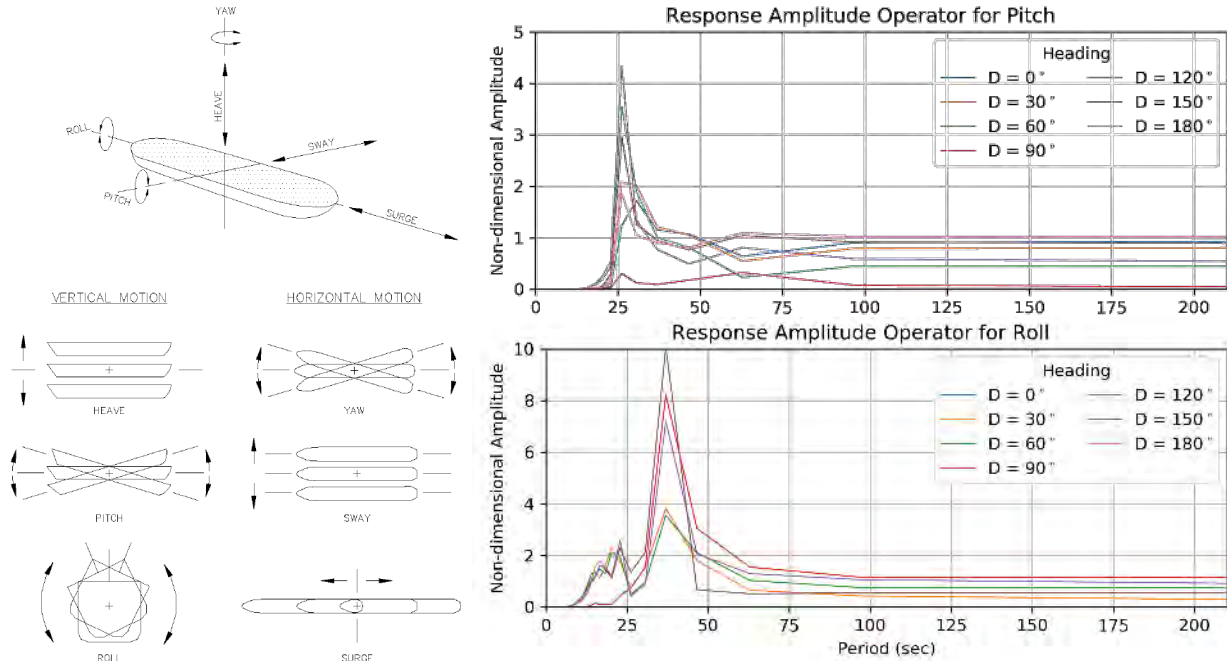 YAW
HEAVE
ROLL
SWAY
PITCH
SURGE
VERTICAL MOTION
HORIZONTAL MOTION
HEAVE
YAW
PITCH
SWAY
ROLL
SURGE
Response Amplitude Operator for Pitch
Non-dimensional Amplitude
5
4
3
2
1
0
Heading
D = 0° D = 120°
D = 30° D = 150°
D = 60° D = 180°
D = 90°
0 25 50 75 100 125 150 175 200
Response Amplitude Operator for Roll
Non-dimensional Amplitude
10
8
6
4
2
0
Heading
D = 0° D = 120°
D = 30° D = 150°
D = 60° D = 180°
D = 90°
0 25 50 75 100 125 150 175 200
Period (sec)